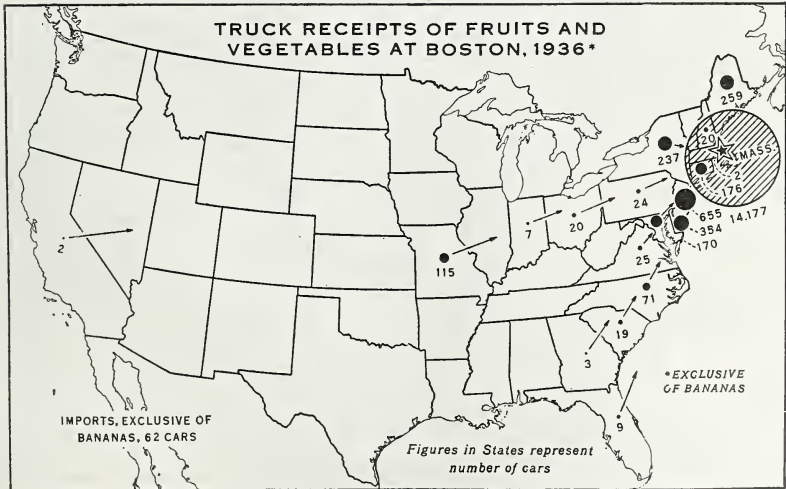 TRUCK RECEIPTS OF FRUITS AND
VEGETABLES AT BOSTON, 1936*
259
20
237
MASS.
2
176
24
655
14,177
354
170
7
20
25
115
71
19
3
9
2
*EXCLUSIVE
OF BANANAS
IMPORTS, EXCLUSIVE OF
BANANAS, 62 CARS
Figures in States represent
number of cars